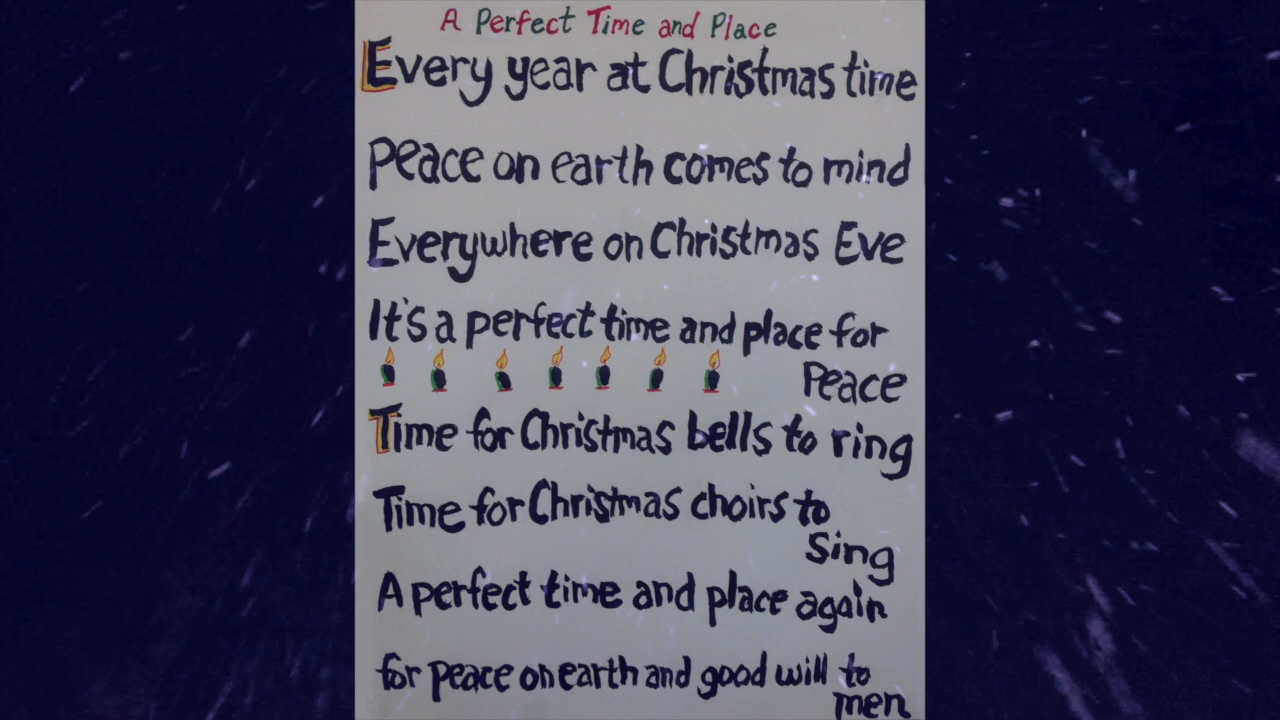 A Perfect Time and Place
Every year at Christmas time
Peace on earth comes to mind
Everywhere on Christmas Eve
It's a perfect time and place for
Peace
Time for Christmas bells to ring
Time for Christmas choirs to
Sing
A perfect time and place again
for peace on earth and good will to
men